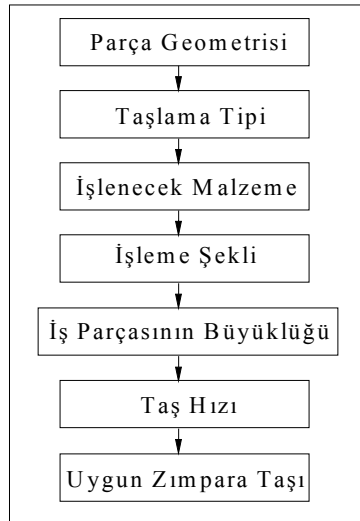 Parça Geometrisi
Taşlama Tipi
İşlenecek Malzeme
İşleme Şekli
İş Parçasının Büyüklüğü
Taş Hızı
Uygun Zımpara Taşı